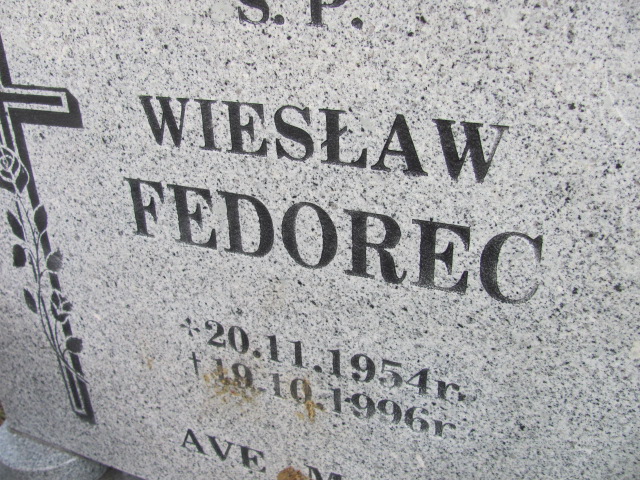 Ś. P.
WIESŁAW
FEDOREC
20.11.1954r.
†19.10.1996r.
AVE M